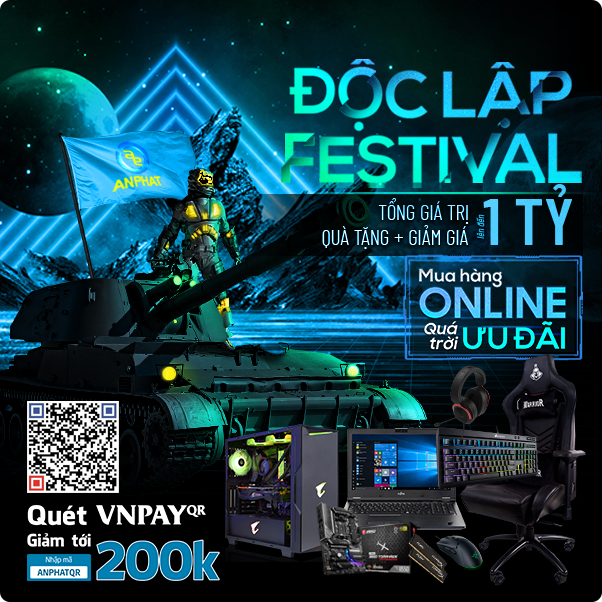 ĐỘC LẬP
FESTIVAL
ANPHAT
TỔNG GIÁ TRỊ
QUÀ TẶNG + GIẢM GIÁ
lên đến
1 TỶ
Mua hàng
ONLINE
Quá trời
ƯU ĐÃI
WARRIOR
Quét VNPAYQR
Giảm tới
200k
Nhập mã
ANPHATQR
FUJITSU